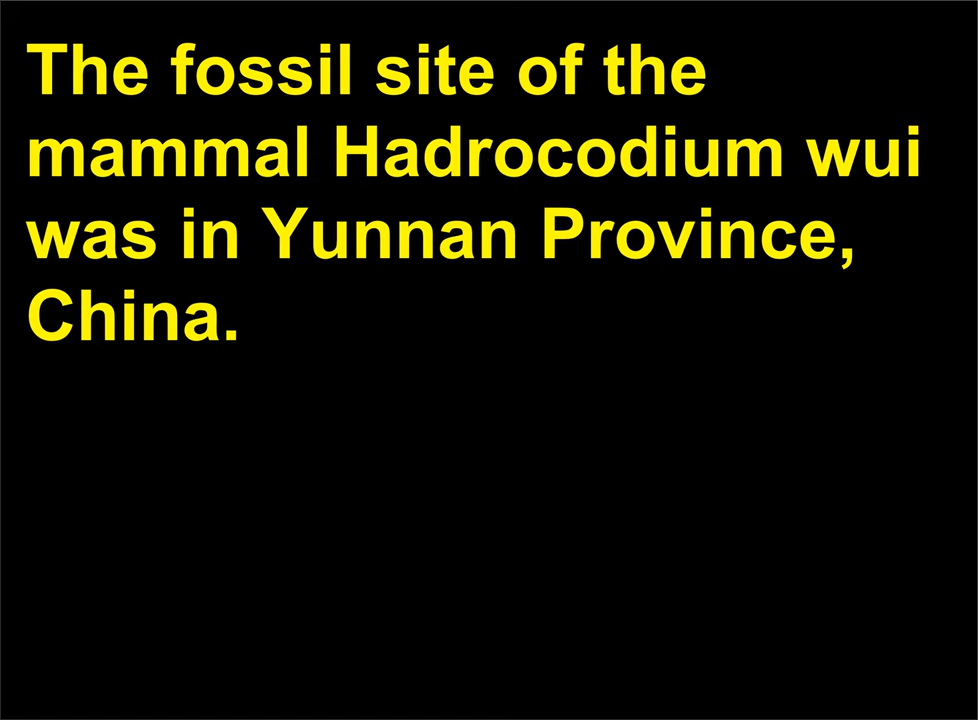 The fossil site of the
mammal Hadrocodium wui
was in Yunnan Province,
China.